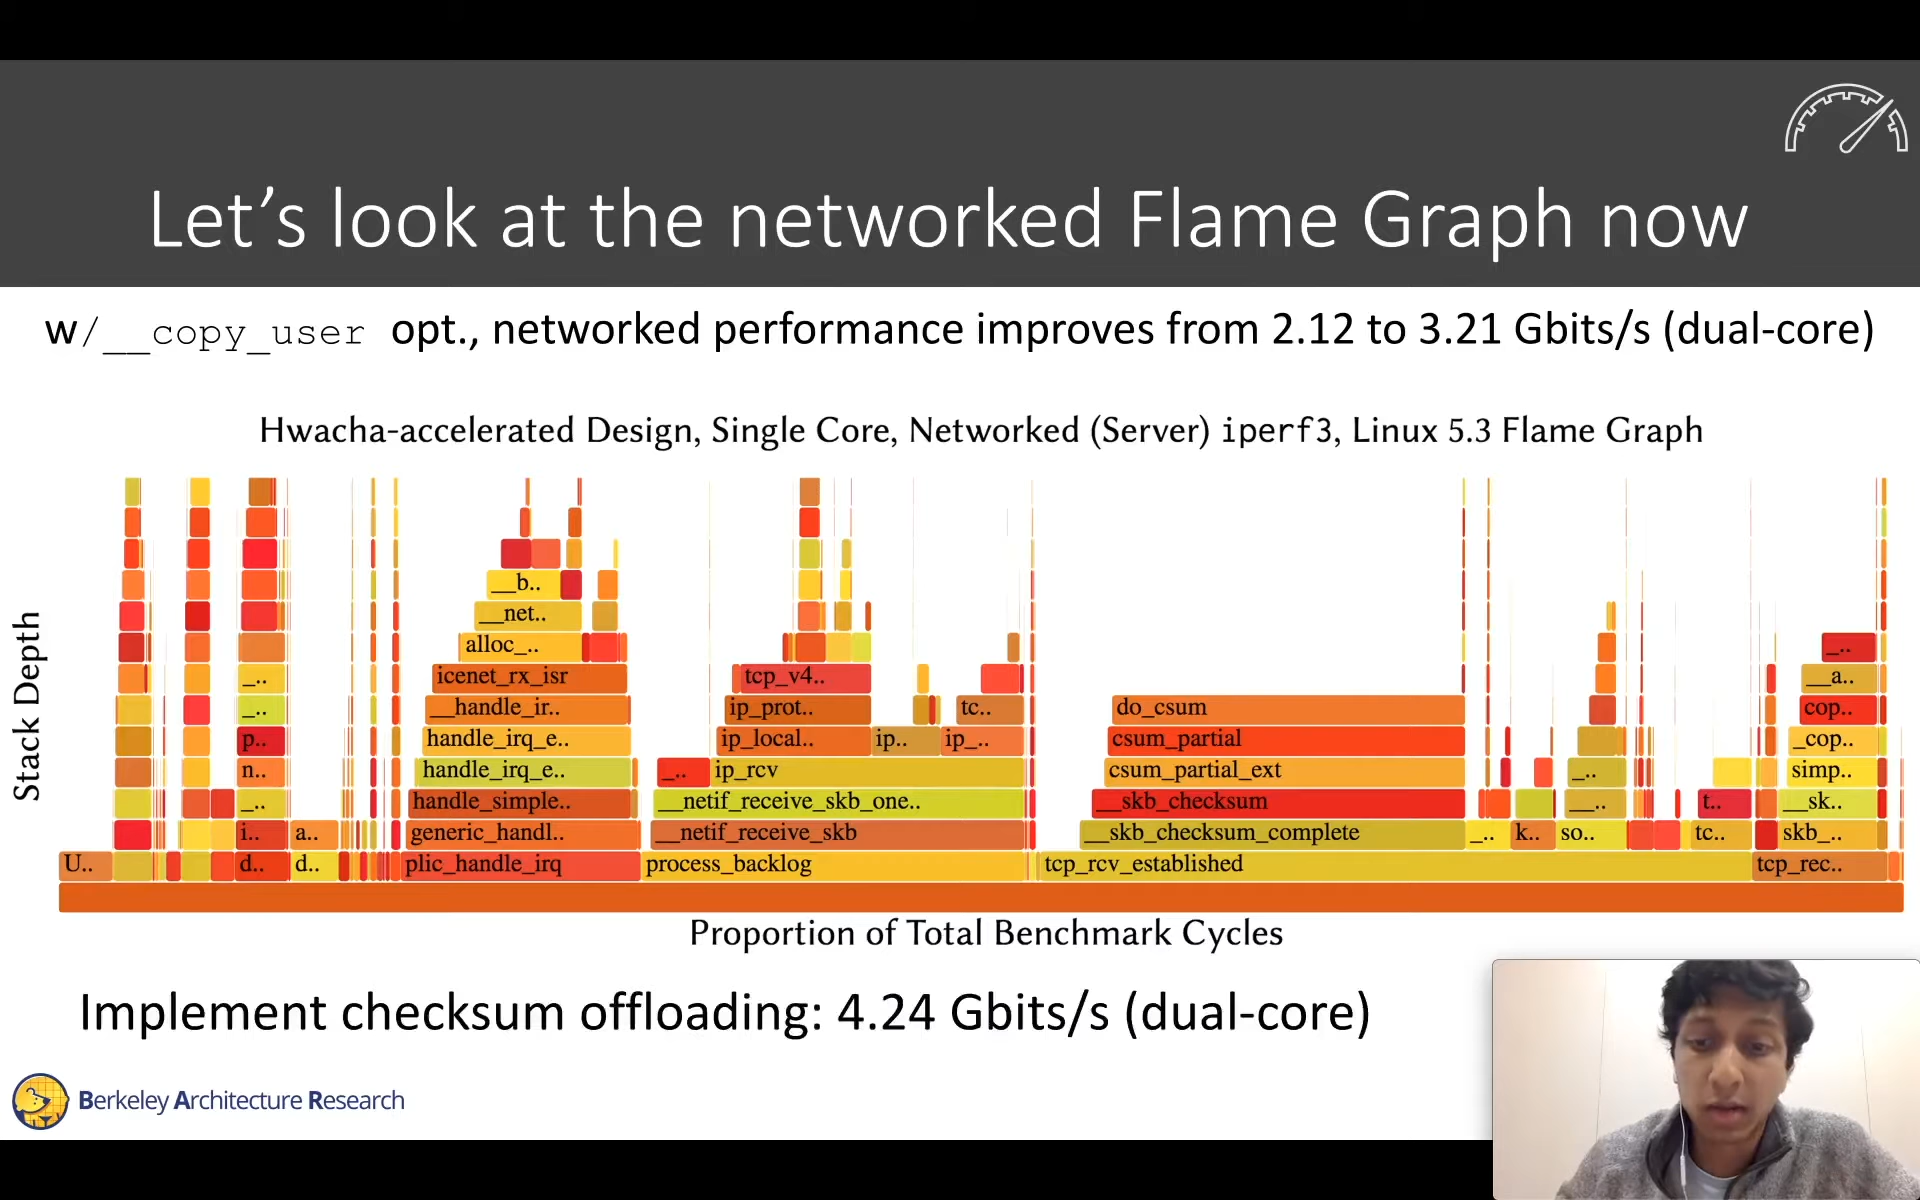 Let's look at the networked Flame Graph now
w/__copy_user opt., networked performance improves from 2.12 to 3.21 Gbits/s (dual-core)
Hwacha-accelerated Design, Single Core, Networked (Server) iperf3, Linux 5.3 Flame Graph
Stack Depth
__b..
__net..
alloc_.. _..
_.. icenet_rx_isr tcp_v4.. __a..
_.. __handle_ir.. ip_prot.. tc.. do_csum cop..
p.. handle_irq_e.. ip_local.. ip.. ip_.. csum_partial _cop..
n.. handle_irq_e.. _.. ip_rcv csum_partial_ext _.. simp..
_.. handle_simple.. __netif_receive_skb_one.. __skb_checksum __.. t.. __sk..
i.. a.. generic_handl.. __netif_receive_skb __skb_checksum_complete _.. k.. so.. tc.. skb_..
U.. d.. d.. plic_handle_irq process_backlog tcp_rcv_established tcp_rec..
Proportion of Total Benchmark Cycles
Implement checksum offloading: 4.24 Gbits/s (dual-core)
Berkeley Architecture Research